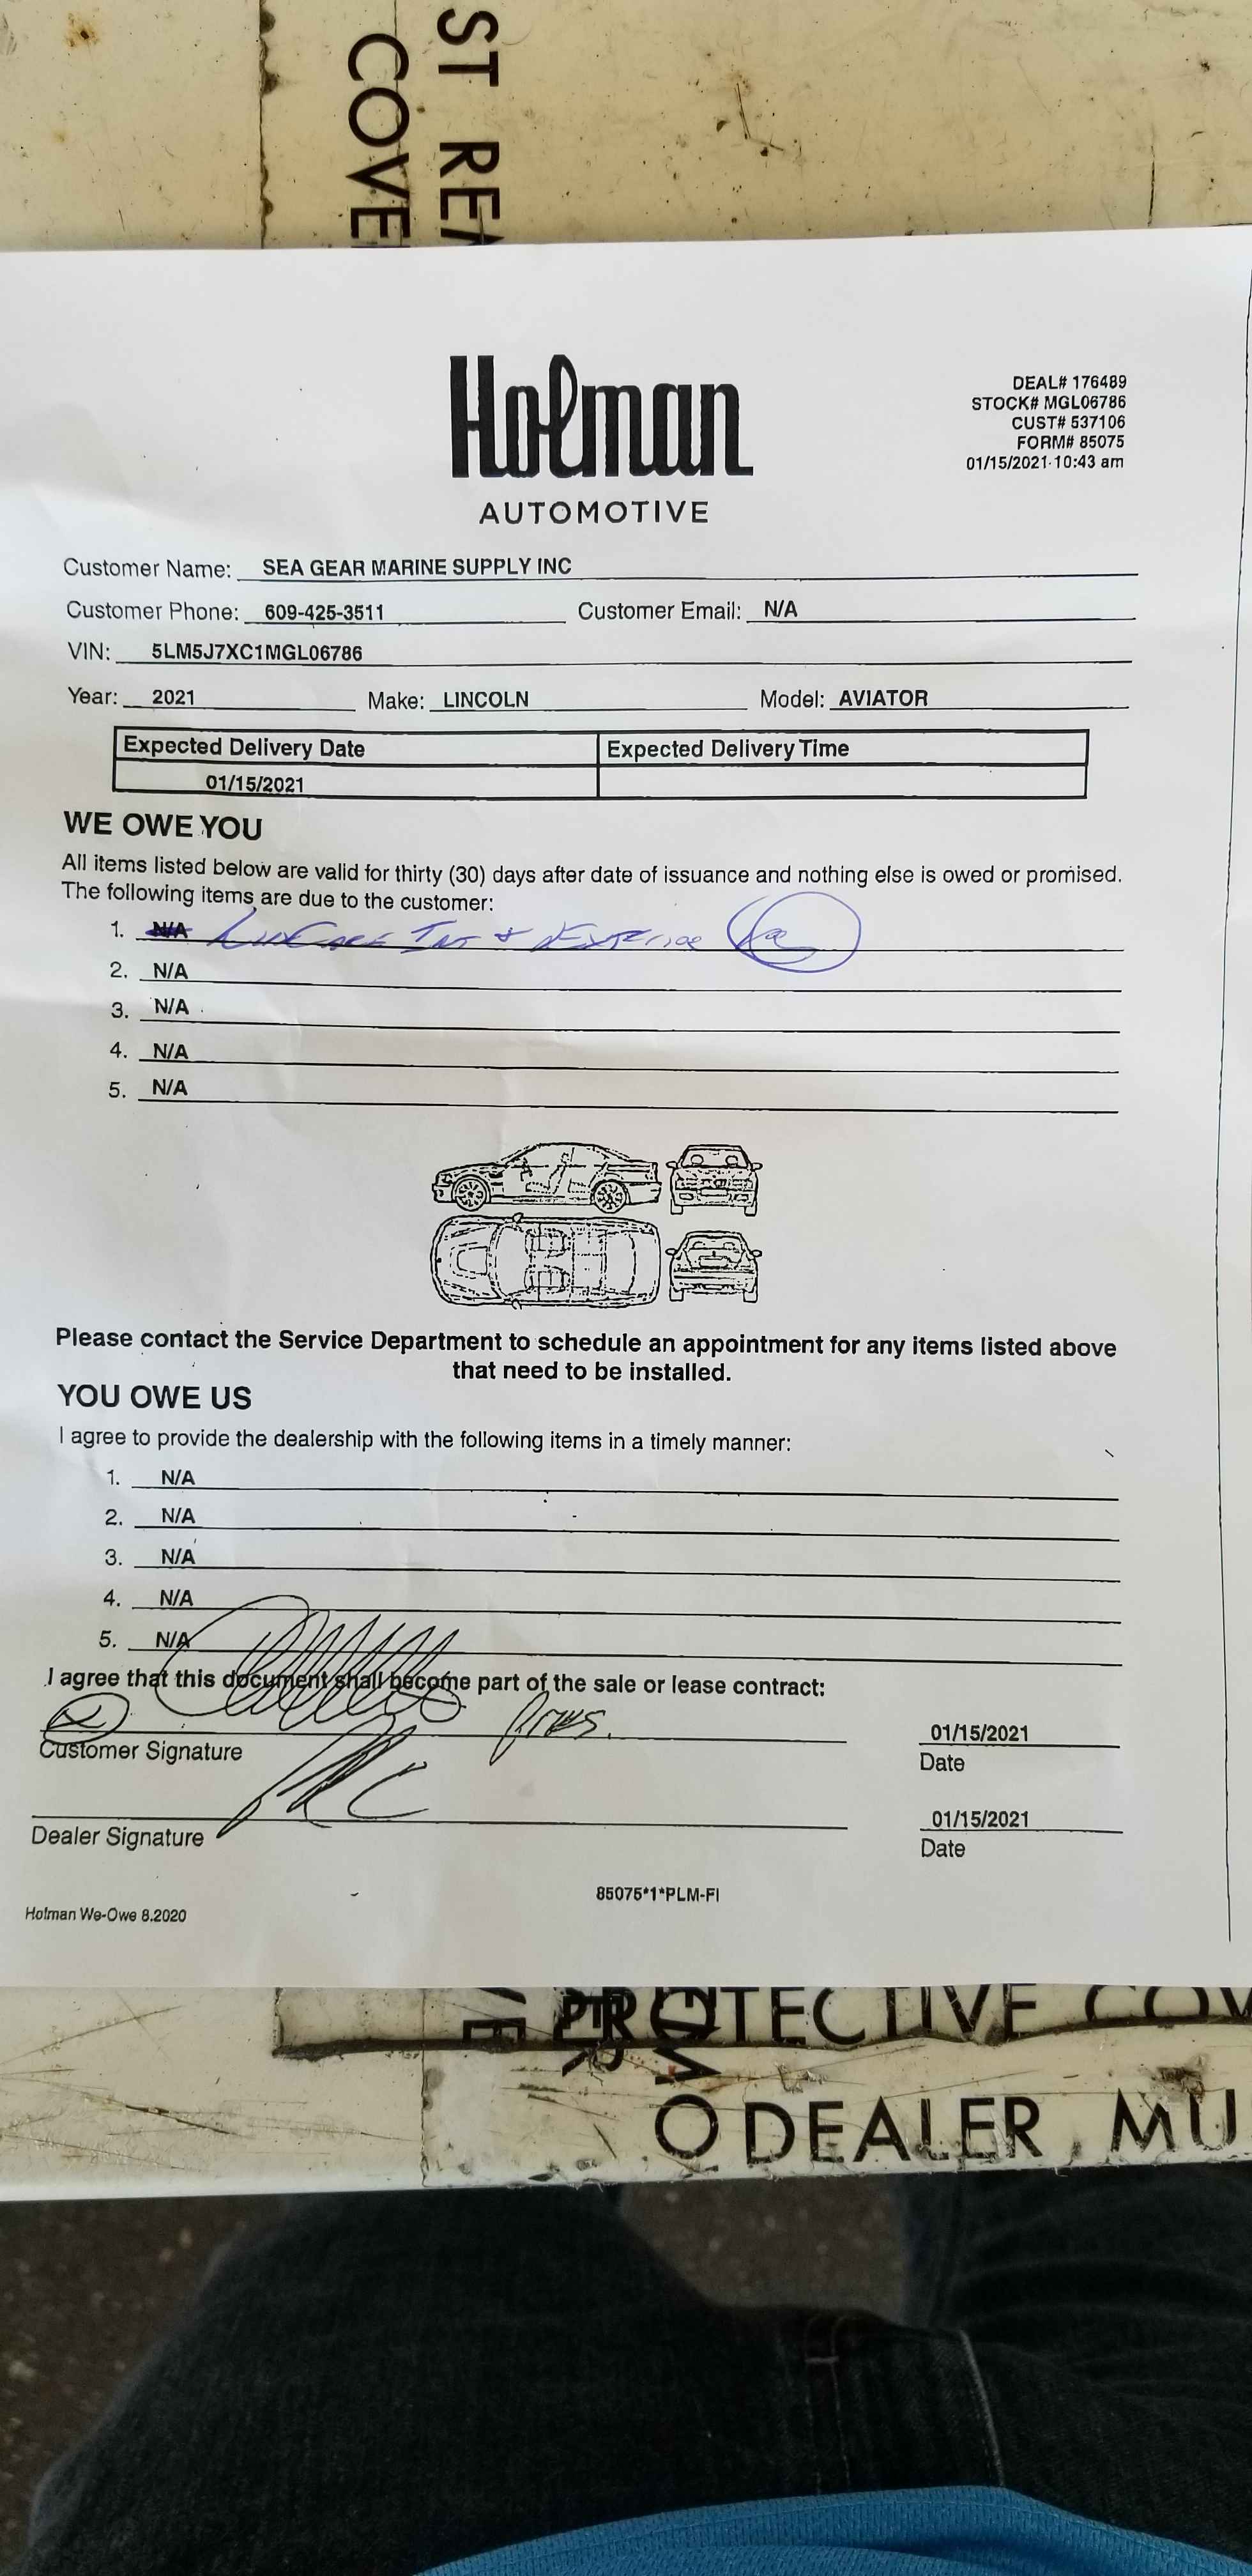 ST REM
COVE
Holman
AUTOMOTIVE
DEAL# 176489
STOCK# MGL06786
CUST# 537106
FORM# 85075
01/15/2021 10:43 am
Customer Name: SEA GEAR MARINE SUPPLY INC
Customer Phone: 609-425-3511 Customer Email: N/A
VIN: 5LM5J7XC1MGL06786
Year: 2021 Make: LINCOLN Model: AVIATOR
Expected Delivery Date Expected Delivery Time
01/15/2021
WE OWE YOU
All items listed below are valid for thirty (30) days after date of issuance and nothing else is owed or promised.
The following items are due to the customer:
1. N/A LUXCARE INT & EXTERIOR
2. N/A
3. N/A
4. N/A
5. N/A
Please contact the Service Department to schedule an appointment for any items listed above
that need to be installed.
YOU OWE US
I agree to provide the dealership with the following items in a timely manner:
1. N/A
2. N/A
3. N/A
4. N/A
5. N/A
I agree that this document shall become part of the sale or lease contract:
Pres. 01/15/2021
Customer Signature Date
01/15/2021
Dealer Signature Date
85075*1*PLM-FI
Holman We-Owe 8.2020
PROTECTIVE COV
DEALER MU